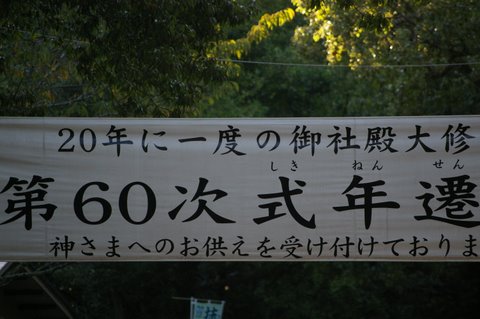 20年に一度の御社殿大修
しき ねん せん
第60次式年遷
神さまへのお供えを受け付けておりま